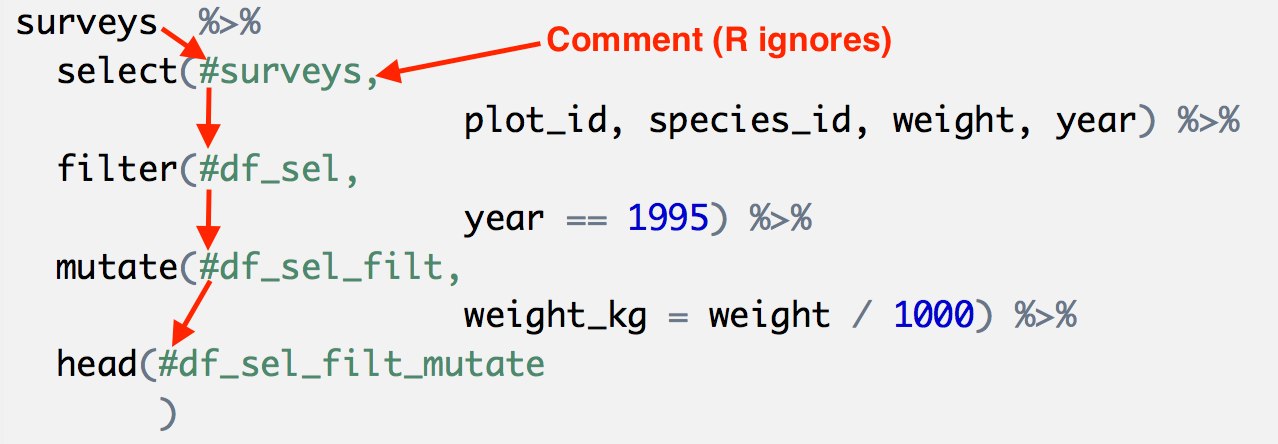 surveys %>%
Comment (R ignores)
select(#surveys,
plot_id, species_id, weight, year) %>%
filter(#df_sel,
year == 1995) %>%
mutate(#df_sel_filt,
weight_kg = weight / 1000) %>%
head(#df_sel_filt_mutate
)